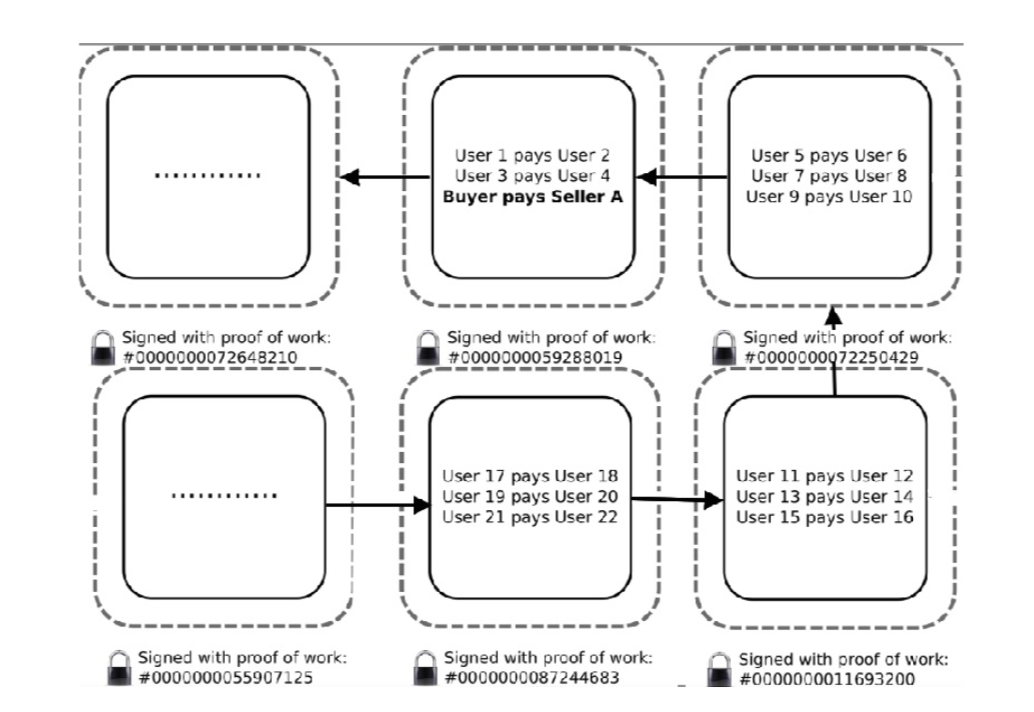 ............
User 1 pays User 2
User 3 pays User 4
Buyer pays Seller A
User 5 pays User 6
User 7 pays User 8
User 9 pays User 10
Signed with proof of work:
#0000000072648210
Signed with proof of work:
#0000000059288019
Signed with proof of work:
#0000000072250429
............
User 17 pays User 18
User 19 pays User 20
User 21 pays User 22
User 11 pays User 12
User 13 pays User 14
User 15 pays User 16
Signed with proof of work:
#0000000055907125
Signed with proof of work:
#0000000087244683
Signed with proof of work:
#0000000011693200